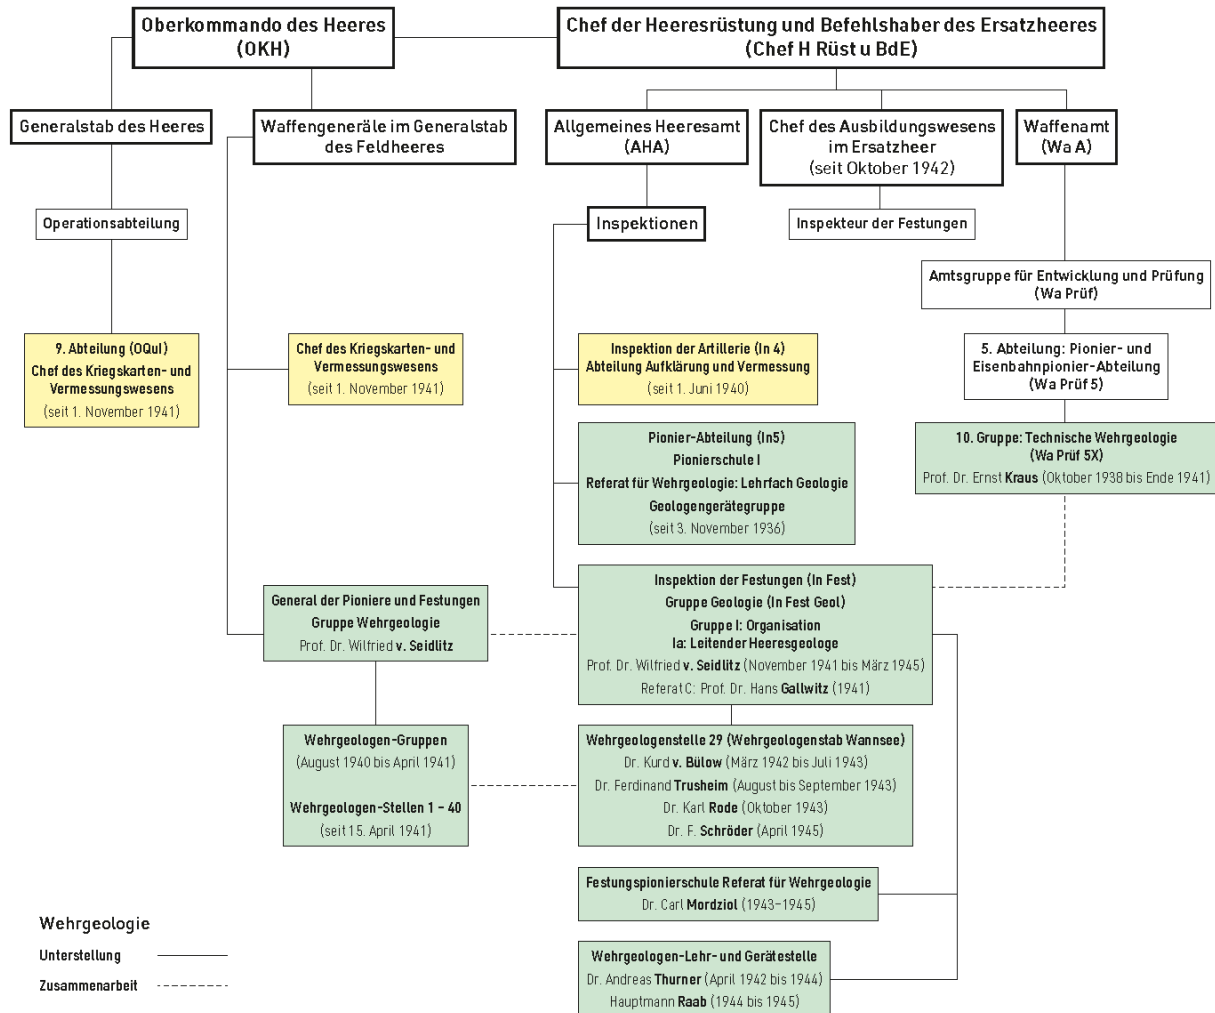 Oberkommando des Heeres
(OKH)
Chef der Heeresrüstung und Befehlshaber des Ersatzheeres
(Chef H Rüst u BdE)
Generalstab des Heeres
Waffengeneräle im Generalstab
des Feldheeres
Allgemeines Heeresamt
(AHA)
Chef des Ausbildungswesens
im Ersatzheer
(seit Oktober 1942)
Waffenamt
(Wa A)
Operationsabteilung
Inspektionen
Inspekteur der Festungen
Amtsgruppe für Entwicklung und Prüfung
(Wa Prüf)
9. Abteilung (OQuI)
Chef des Kriegskarten- und
Vermessungswesens
(seit 1. November 1941)
Chef des Kriegskarten- und
Vermessungswesens
(seit 1. November 1941)
Inspektion der Artillerie (In 4)
Abteilung Aufklärung und Vermessung
(seit 1. Juni 1940)
5. Abteilung: Pionier- und
Eisenbahnpionier-Abteilung
(Wa Prüf 5)
Pionier-Abteilung (In5)
Pionierschule I
Referat für Wehrgeologie: Lehrfach Geologie
Geologengerätegruppe
(seit 3. November 1936)
10. Gruppe: Technische Wehrgeologie
(Wa Prüf 5X)
Prof. Dr. Ernst Kraus (Oktober 1938 bis Ende 1941)
General der Pioniere und Festungen
Gruppe Wehrgeologie
Prof. Dr. Wilfried v. Seidlitz
Inspektion der Festungen (In Fest)
Gruppe Geologie (In Fest Geol)
Gruppe I: Organisation
Ia: Leitender Heeresgeologe
Prof. Dr. Wilfried v. Seidlitz (November 1941 bis März 1945)
Referat C: Prof. Dr. Hans Gallwitz (1941)
Wehrgeologen-Gruppen
(August 1940 bis April 1941)
Wehrgeologen-Stellen 1 – 40
(seit 15. April 1941)
Wehrgeologenstelle 29 (Wehrgeologenstab Wannsee)
Dr. Kurd v. Bülow (März 1942 bis Juli 1943)
Dr. Ferdinand Trusheim (August bis September 1943)
Dr. Karl Rode (Oktober 1943)
Dr. F. Schröder (April 1945)
Festungspionierschule Referat für Wehrgeologie
Dr. Carl Mordziol (1943–1945)
Wehrgeologen-Lehr- und Gerätestelle
Dr. Andreas Thurner (April 1942 bis 1944)
Hauptmann Raab (1944 bis 1945)
Wehrgeologie
Unterstellung
Zusammenarbeit